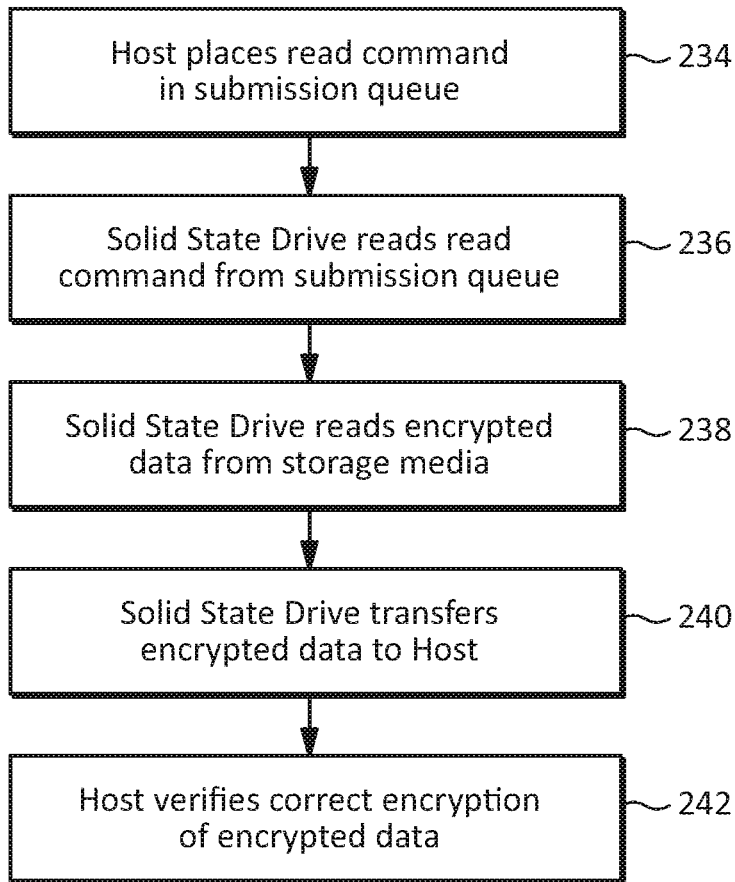 Host places read command
in submission queue
234
Solid State Drive reads read
command from submission queue
236
Solid State Drive reads encrypted
data from storage media
238
Solid State Drive transfers
encrypted data to Host
240
Host verifies correct encryption
of encrypted data
242